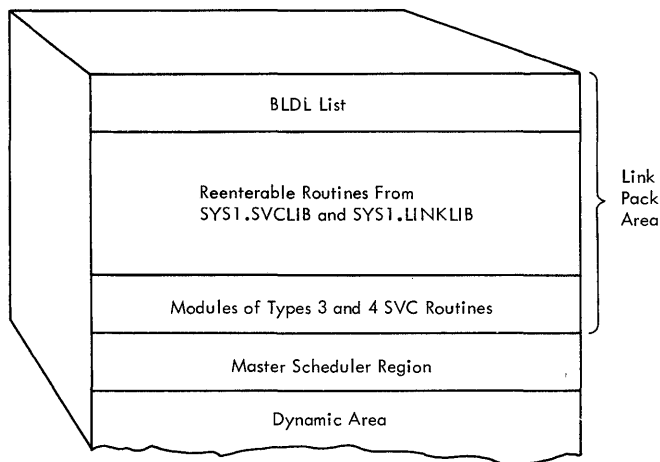 BLDL List
Reenterable Routines From
SYS1.SVCLIB and SYS1.LINKLIB
Link
Pack
Area
Modules of Types 3 and 4 SVC Routines
Master Scheduler Region
Dynamic Area